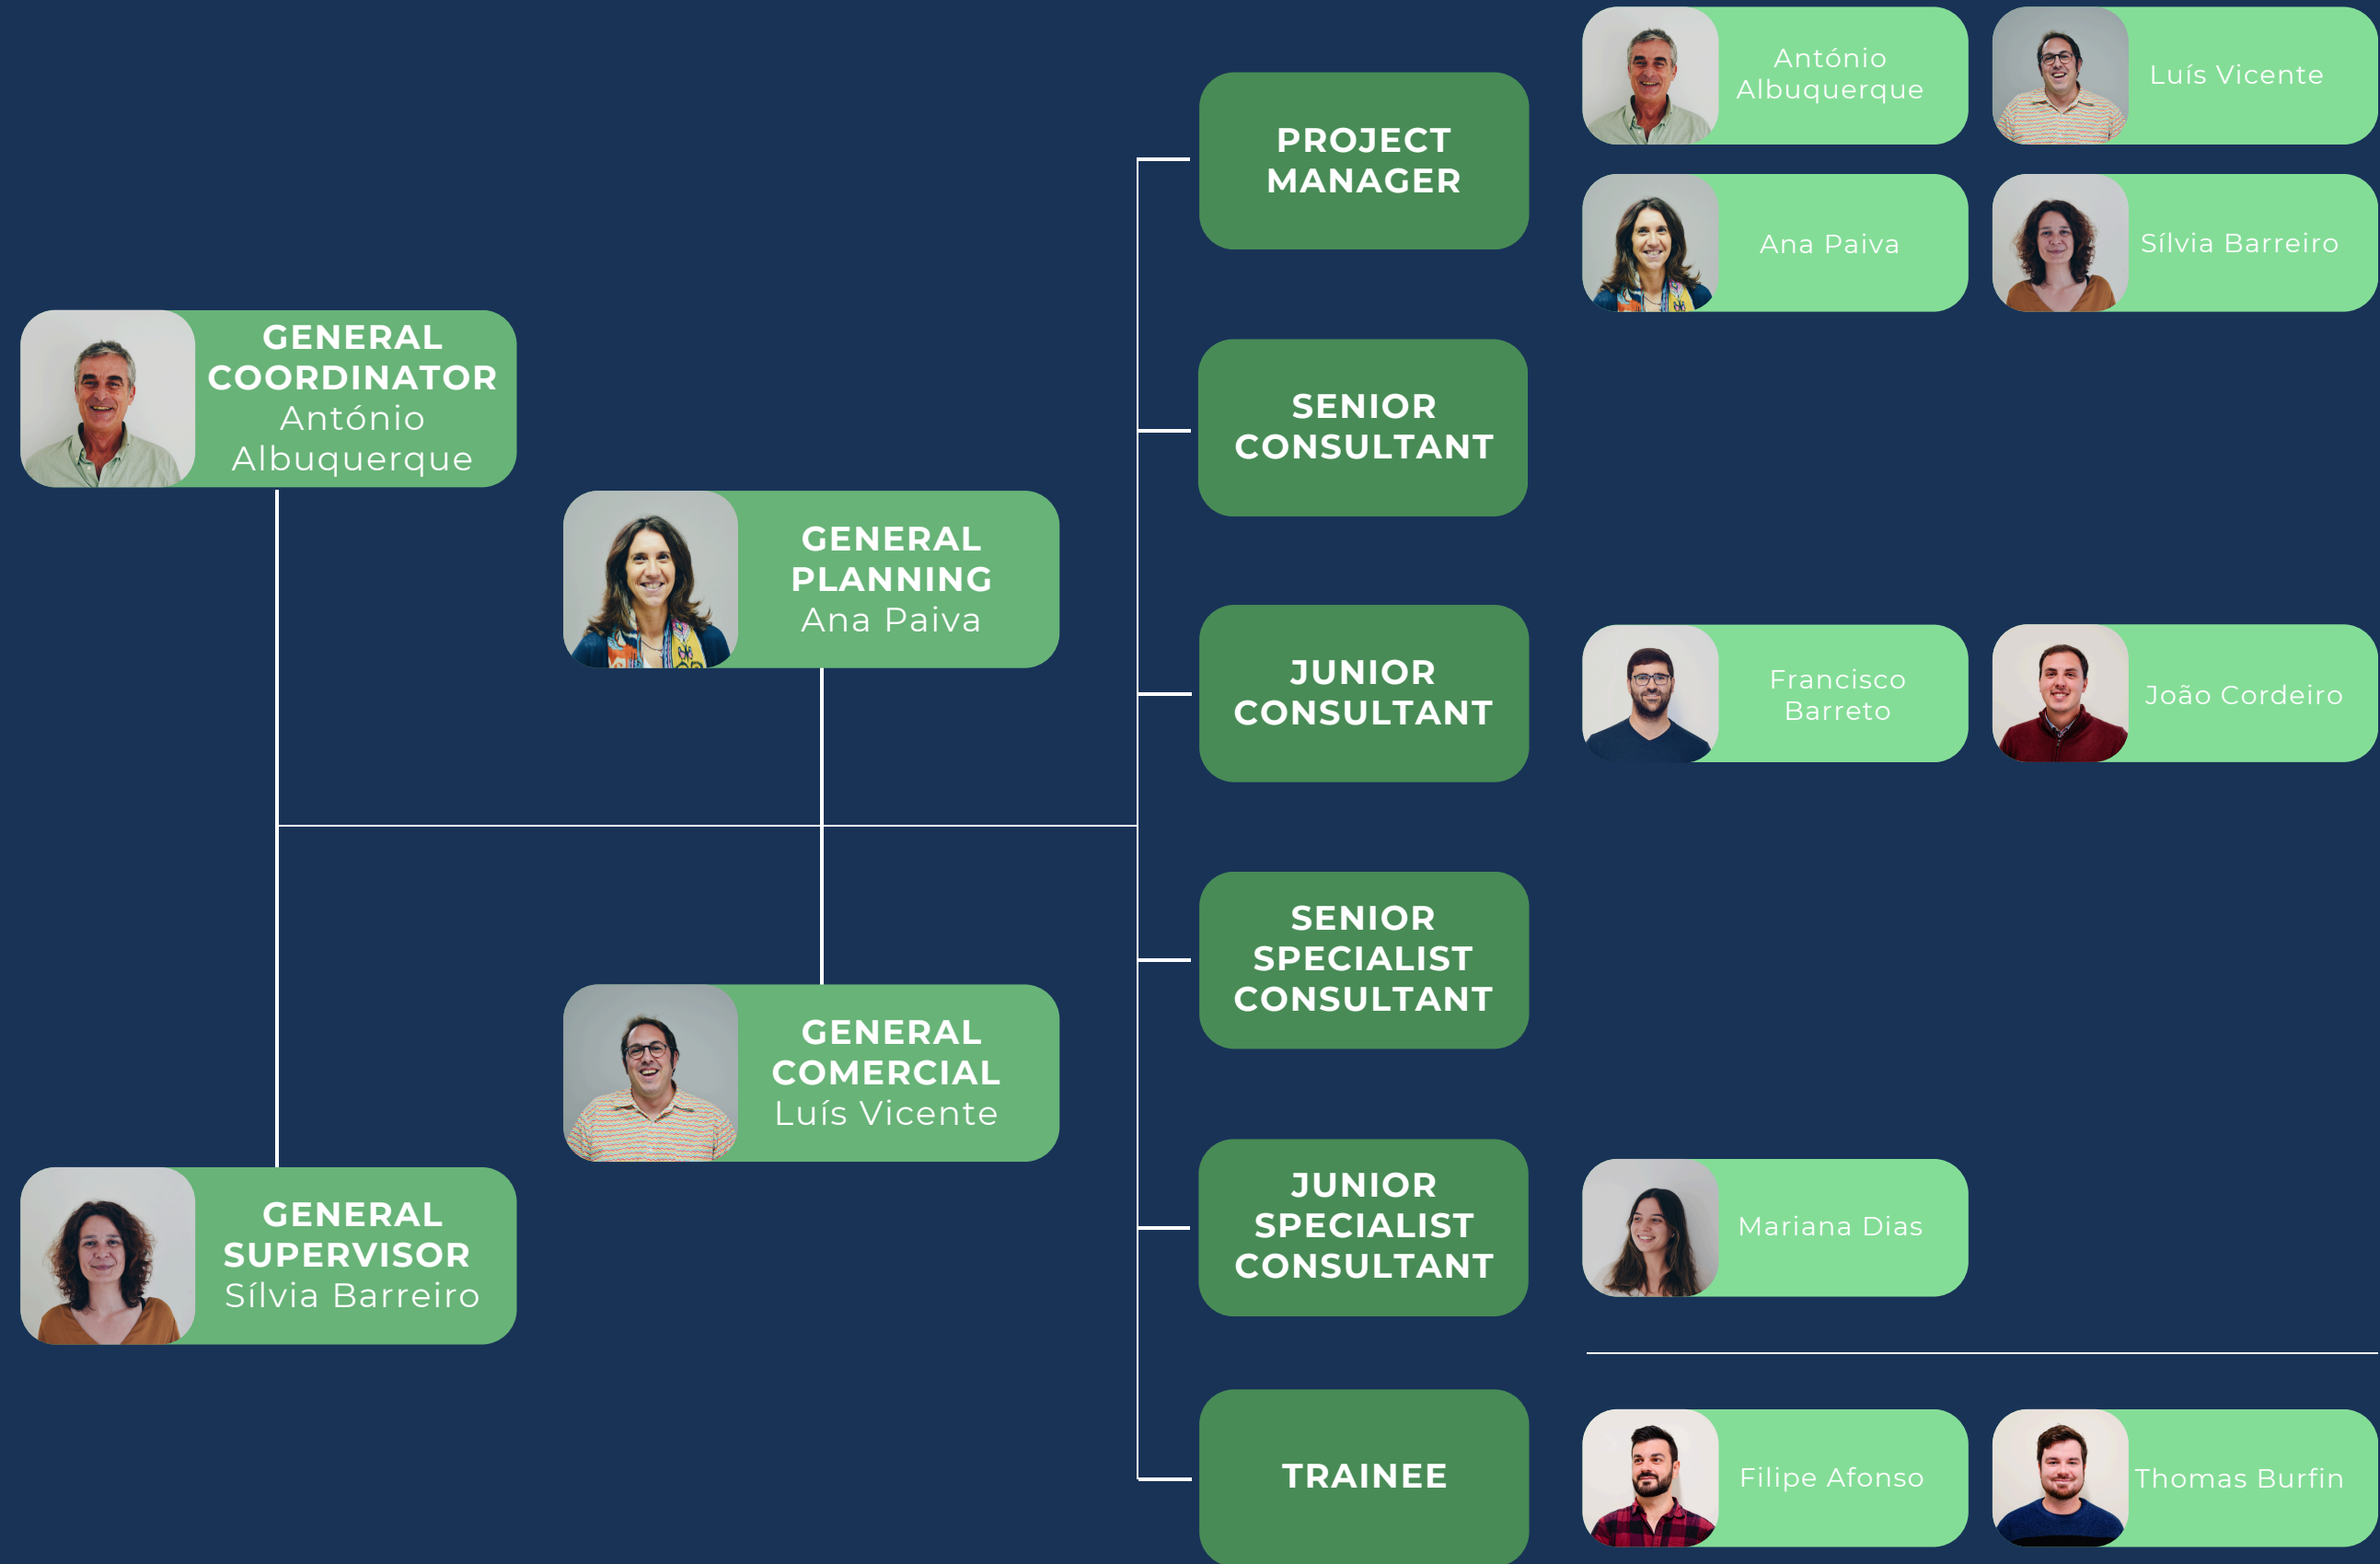 GENERAL
COORDINATOR
António
Albuquerque
GENERAL
SUPERVISOR
Sílvia Barreiro
GENERAL
PLANNING
Ana Paiva
GENERAL
COMERCIAL
Luís Vicente
PROJECT
MANAGER
António
Albuquerque
Luís Vicente
Ana Paiva
Sílvia Barreiro
SENIOR
CONSULTANT
JUNIOR
CONSULTANT
Francisco
Barreto
João Cordeiro
SENIOR
SPECIALIST
CONSULTANT
JUNIOR
SPECIALIST
CONSULTANT
Mariana Dias
TRAINEE
Filipe Afonso
Thomas Burfin